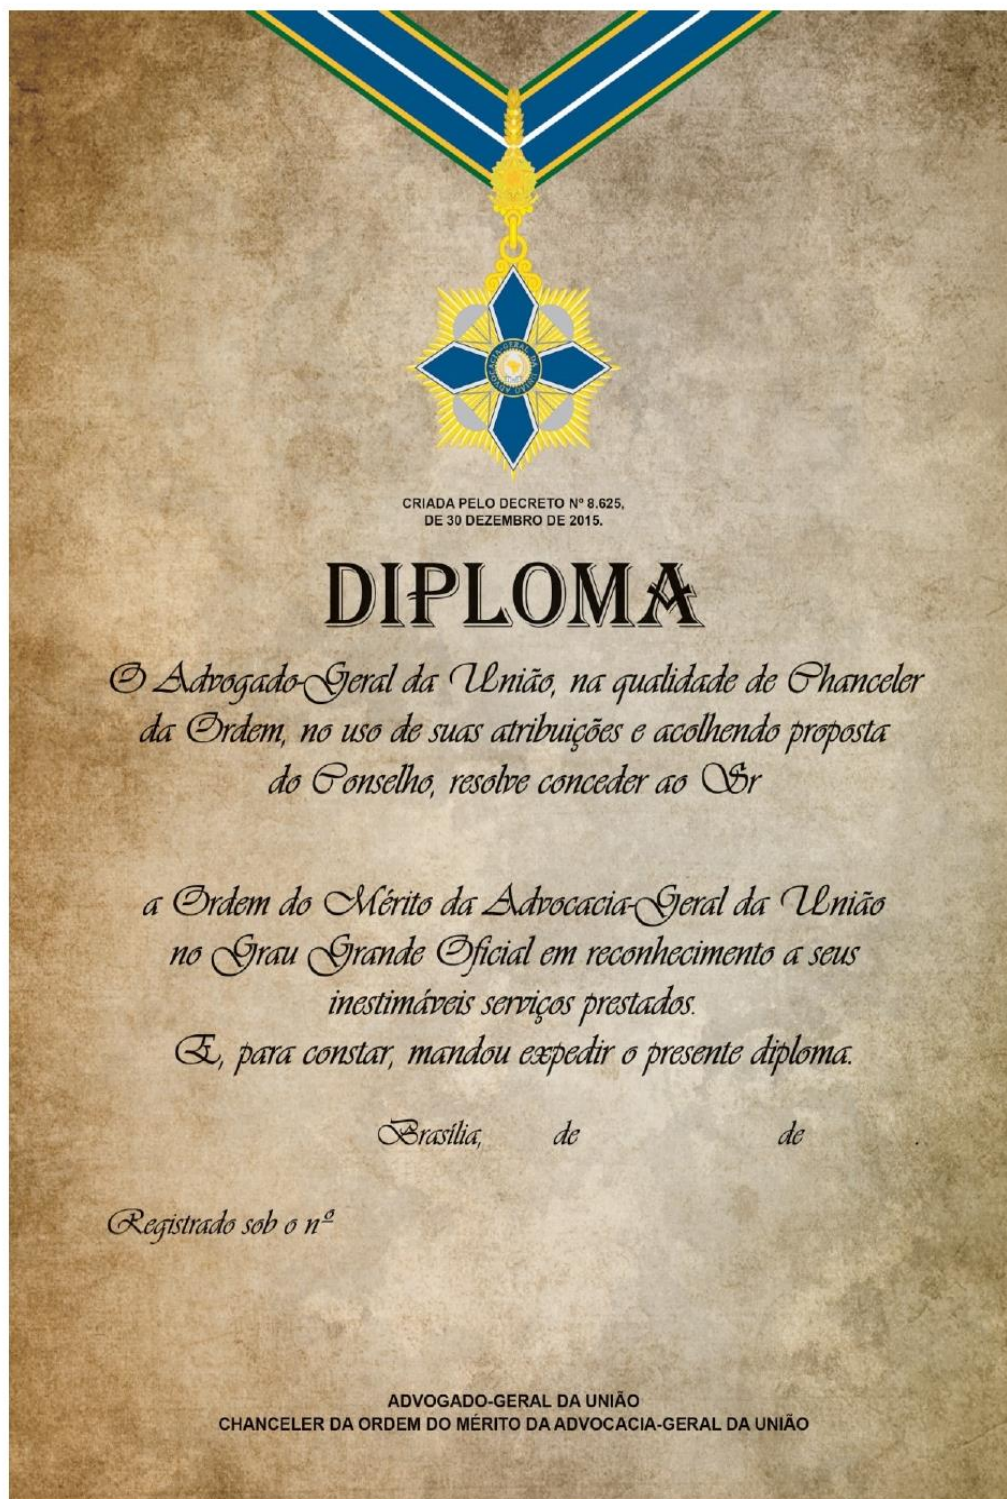 ADVOCACIA-GERAL DA UNIÃO
CRIADA PELO DECRETO Nº 8.625,
DE 30 DEZEMBRO DE 2015.
DIPLOMA
O Advogado-Geral da União, na qualidade de Chanceler
da Ordem, no uso de suas atribuições e acolhendo proposta
do Conselho, resolve conceder ao Sr
a Ordem do Mérito da Advocacia-Geral da União
no Grau Grande Oficial em reconhecimento a seus
inestimáveis serviços prestados.
E, para constar, mandou expedir o presente diploma.
Brasília, de de .
Registrado sob o nº
ADVOGADO-GERAL DA UNIÃO
CHANCELER DA ORDEM DO MÉRITO DA ADVOCACIA-GERAL DA UNIÃO